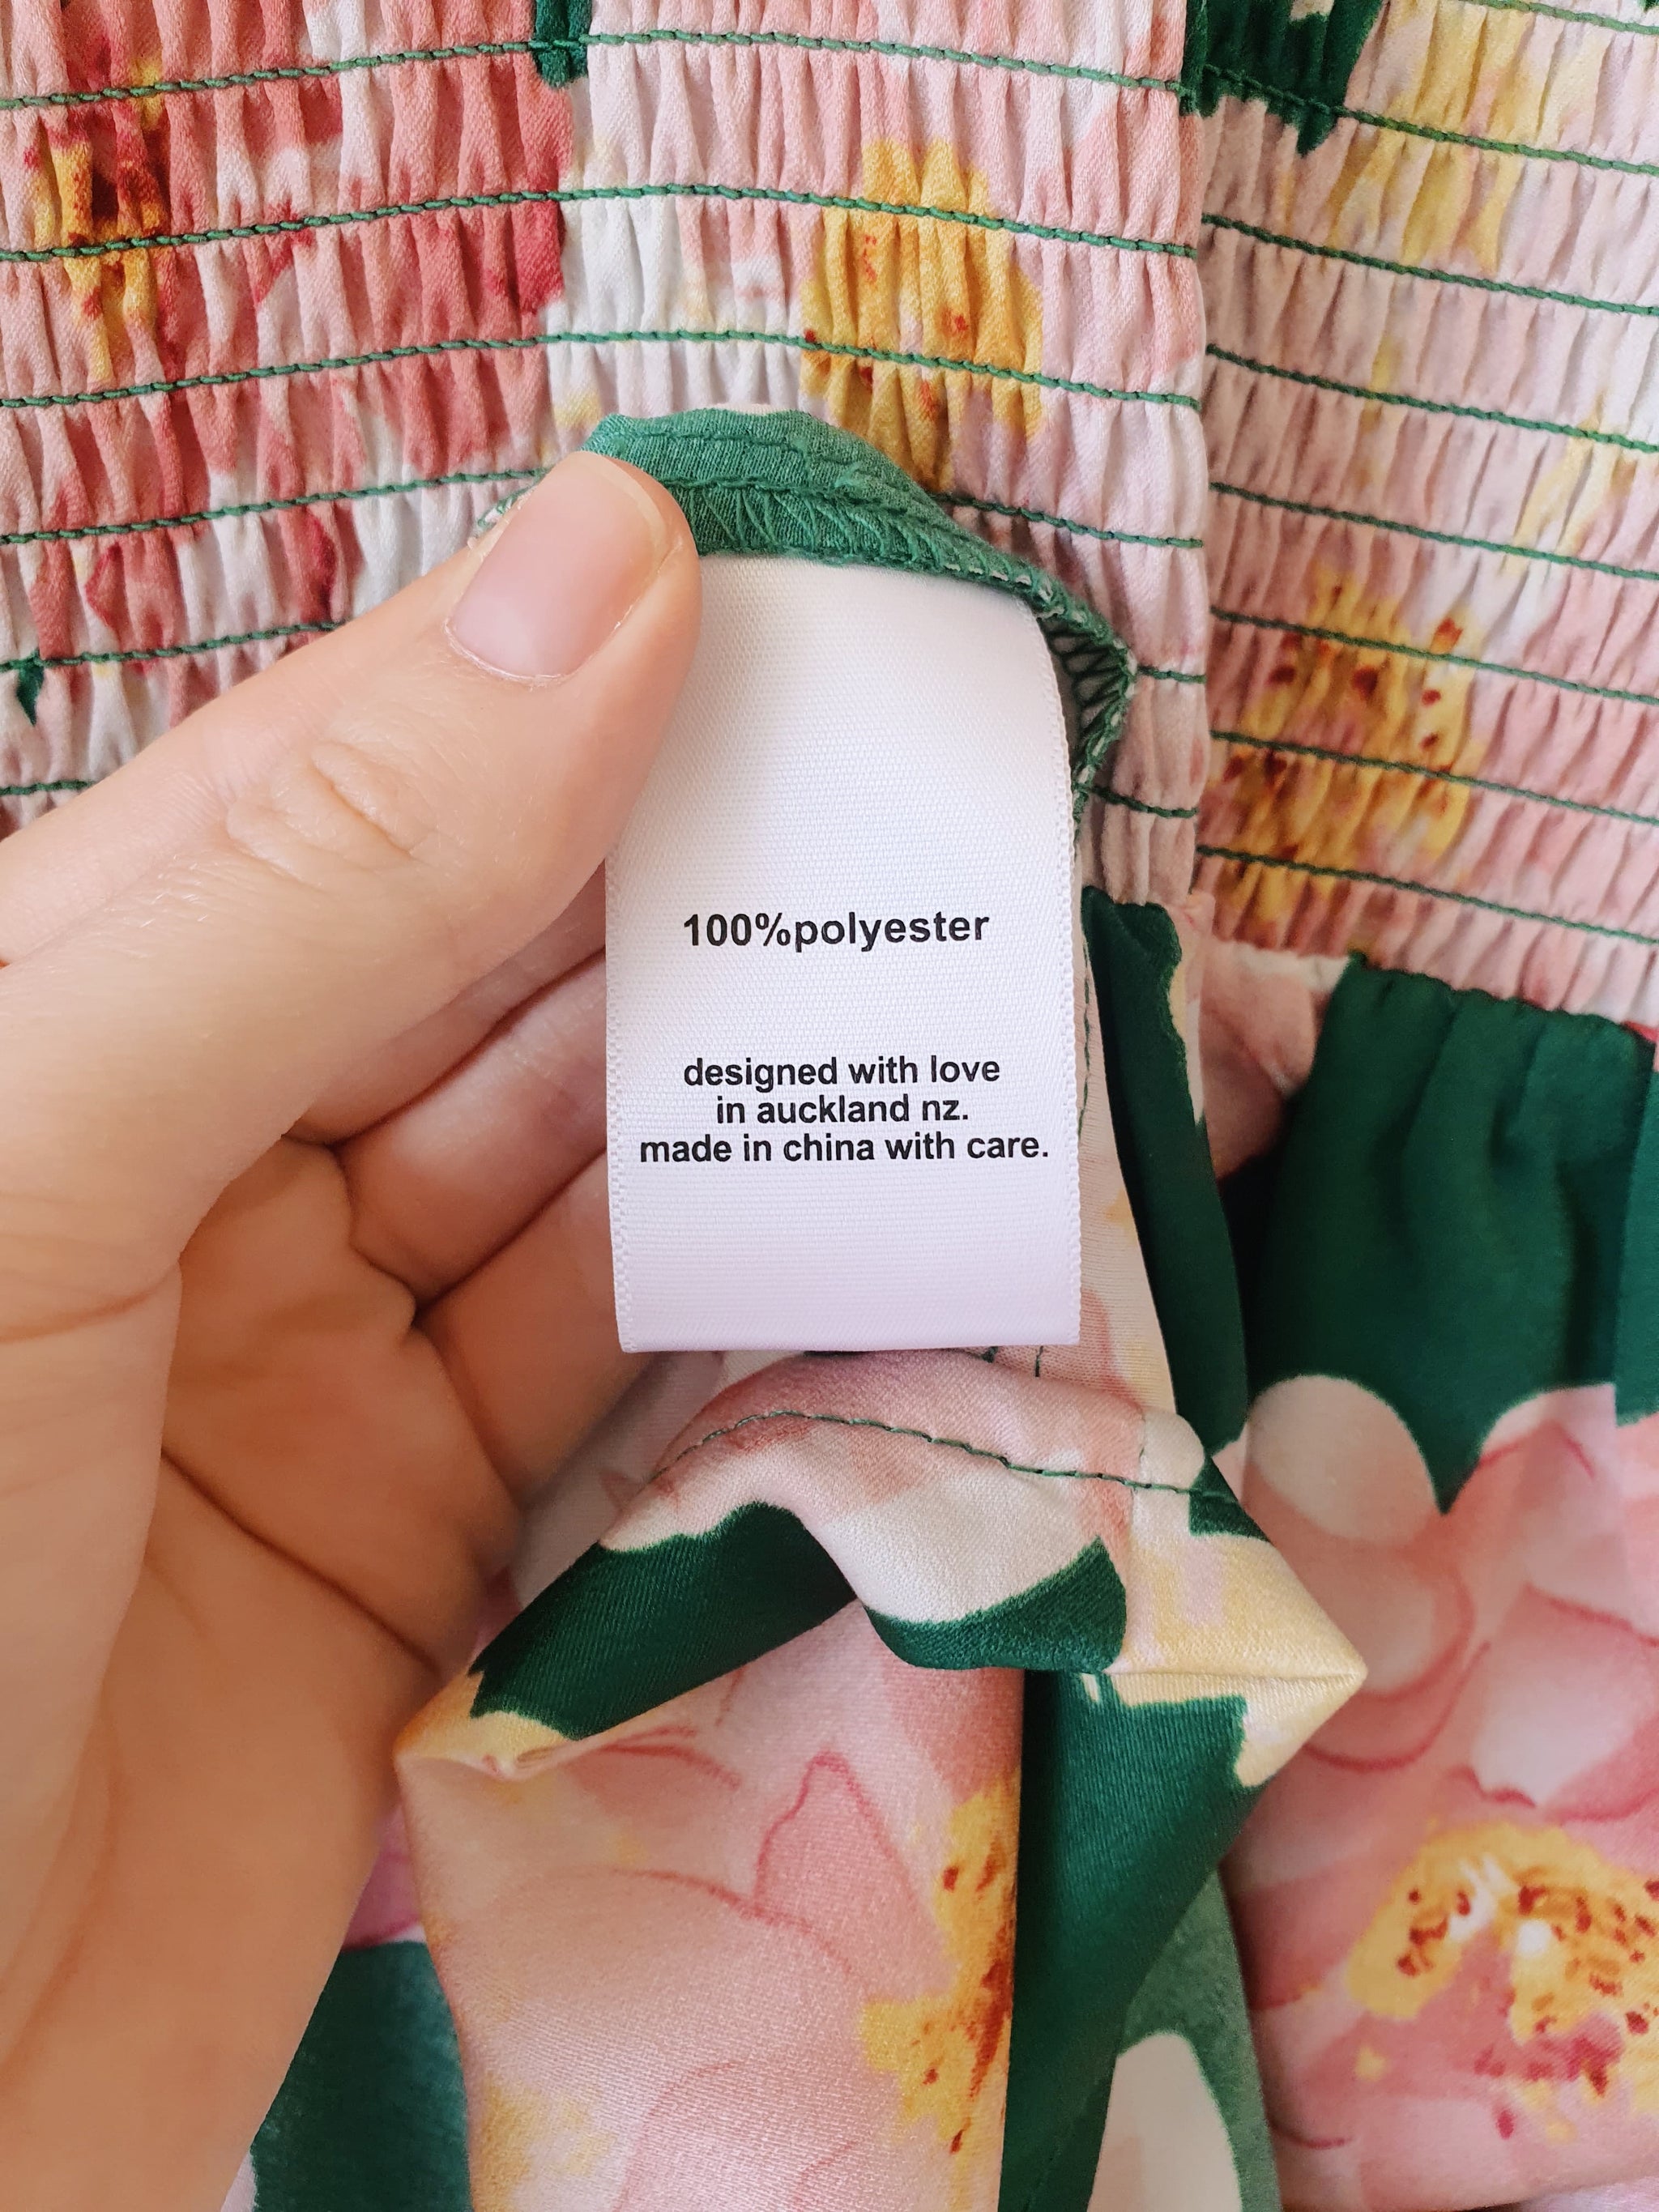 100%polyester
designed with love
in auckland nz.
made in china with care.